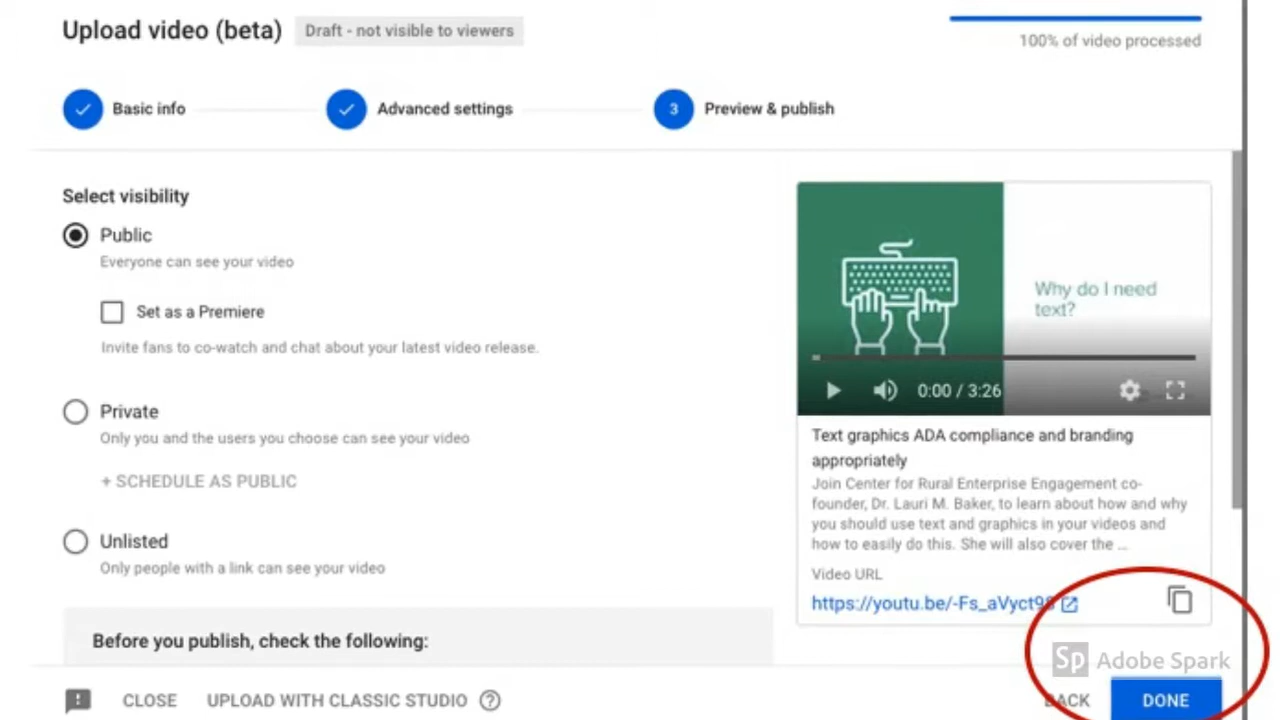 Upload video (beta) Draft - not visible to viewers
100% of video processed
Basic info Advanced settings 3 Preview & publish
Select visibility
Public
Everyone can see your video
Set as a Premiere
Invite fans to co-watch and chat about your latest video release.
Private
Only you and the users you choose can see your video
+ SCHEDULE AS PUBLIC
Unlisted
Only people with a link can see your video
Before you publish, check the following:
Why do I need
text?
0:00 / 3:26
Text graphics ADA compliance and branding
appropriately
Join Center for Rural Enterprise Engagement co-
founder, Dr. Lauri M. Baker, to learn about how and why
you should use text and graphics in your videos and
how to easily do this. She will also cover the ...
Video URL
Sp Adobe Spark
CLOSE UPLOAD WITH CLASSIC STUDIO ? BACK DONE